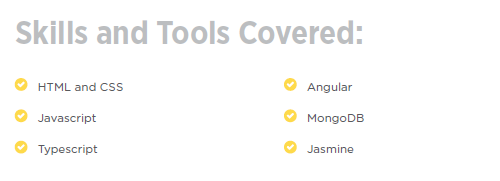 Skills and Tools Covered:
HTML and CSS
Javascript
Typescript
Angular
MongoDB
Jasmine